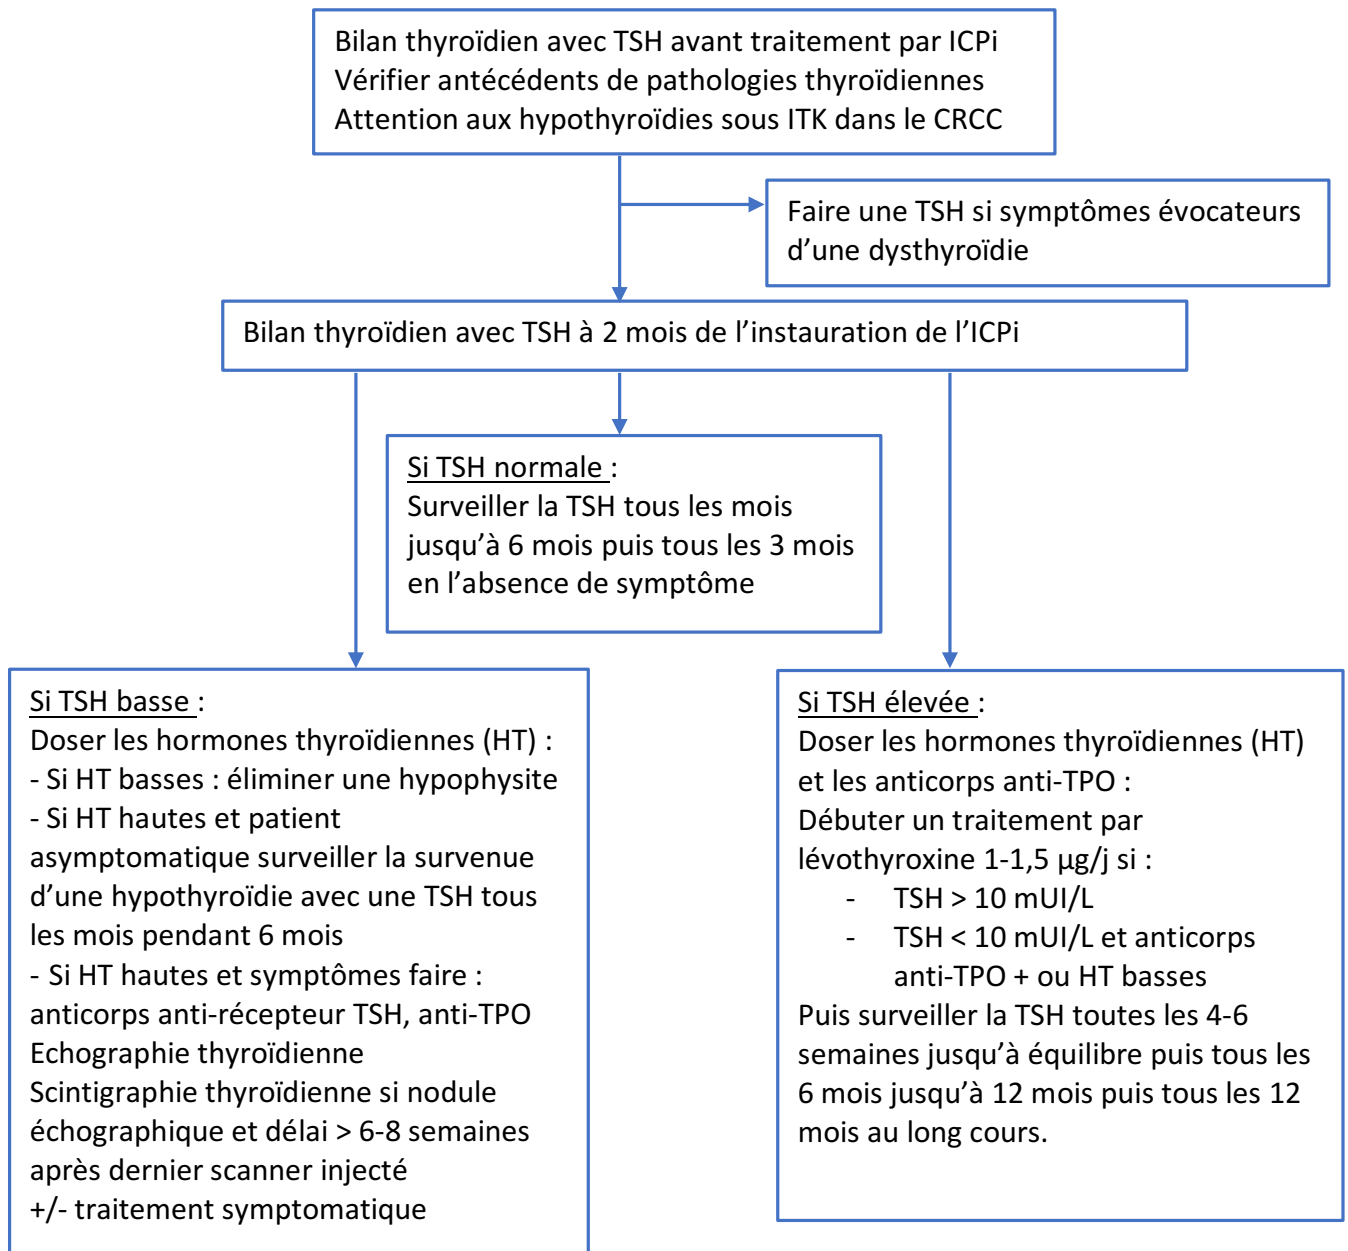 Bilan thyroïdien avec TSH avant traitement par ICPi
Vérifier antécédents de pathologies thyroïdiennes
Attention aux hypothyroïdies sous ITK dans le CRCC
Faire une TSH si symptômes évocateurs
d’une dysthyroïdie
Bilan thyroïdien avec TSH à 2 mois de l’instauration de l’ICPi
Si TSH normale :
Surveiller la TSH tous les mois
jusqu’à 6 mois puis tous les 3 mois
en l’absence de symptôme
Si TSH basse :
Doser les hormones thyroïdiennes (HT) :
- Si HT basses : éliminer une hypophysite
- Si HT hautes et patient
asymptomatique surveiller la survenue
d’une hypothyroïdie avec une TSH tous
les mois pendant 6 mois
- Si HT hautes et symptômes faire :
anticorps anti-récepteur TSH, anti-TPO
Echographie thyroïdienne
Scintigraphie thyroïdienne si nodule
échographique et délai > 6-8 semaines
après dernier scanner injecté
+/- traitement symptomatique
Si TSH élevée :
Doser les hormones thyroïdiennes (HT)
et les anticorps anti-TPO :
Débuter un traitement par
lévothyroxine 1-1,5 µg/j si :
- TSH > 10 mUI/L
- TSH < 10 mUI/L et anticorps
anti-TPO + ou HT basses
Puis surveiller la TSH toutes les 4-6
semaines jusqu’à équilibre puis tous les
6 mois jusqu’à 12 mois puis tous les 12
mois au long cours.